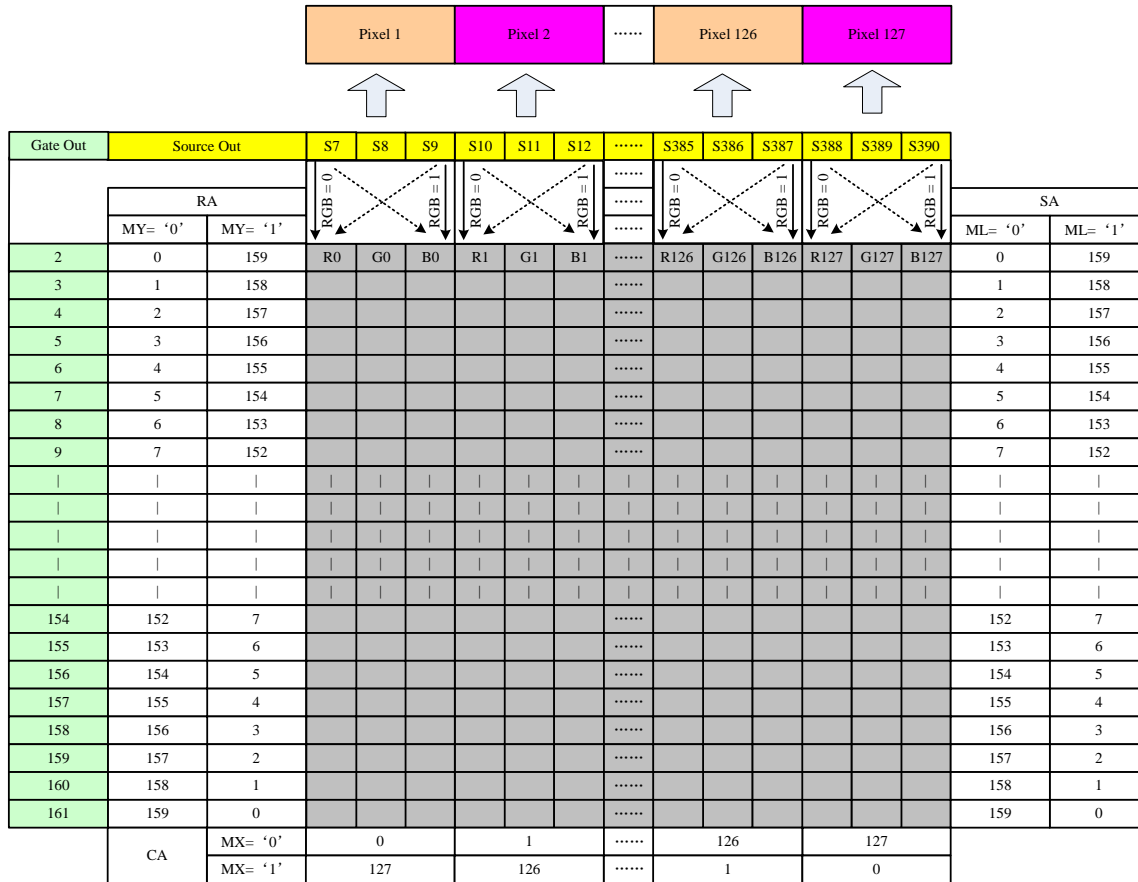 Pixel 1 Pixel 2 ······ Pixel 126 Pixel 127
Gate Out Source Out S7 S8 S9 S10 S11 S12 ······ S385 S386 S387 S388 S389 S390
RGB = 0 RGB = 1 RGB = 0 RGB = 1 ······ RGB = 0 RGB = 1 RGB = 0 RGB = 1
RA ······ SA
MY= ‘0’ MY= ‘1’ ······ ML= ‘0’ ML= ‘1’
2 0 159 R0 G0 B0 R1 G1 B1 ······ R126 G126 B126 R127 G127 B127 0 159
3 1 158 ······ 1 158
4 2 157 ······ 2 157
5 3 156 ······ 3 156
6 4 155 ······ 4 155
7 5 154 ······ 5 154
8 6 153 ······ 6 153
9 7 152 ······ 7 152
| | | | | | | | | | | | | | | |
| | | | | | | | | | | | | | | |
| | | | | | | | | | | | | | | |
| | | | | | | | | | | | | | | |
| | | | | | | | | | | | | | | |
154 152 7 ······ 152 7
155 153 6 ······ 153 6
156 154 5 ······ 154 5
157 155 4 ······ 155 4
158 156 3 ······ 156 3
159 157 2 ······ 157 2
160 158 1 ······ 158 1
161 159 0 ······ 159 0
CA MX= ‘0’ 0 1 ······ 126 127
MX= ‘1’ 127 126 ······ 1 0